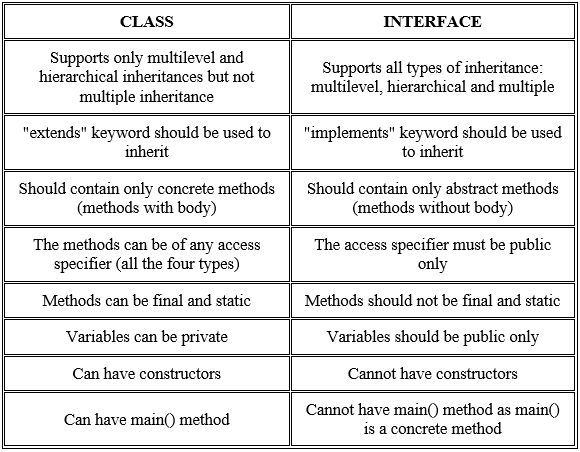 CLASS
INTERFACE
Supports only multilevel and
hierarchical inheritances but not
multiple inheritance
Supports all types of inheritance:
multilevel, hierarchical and multiple
"extends" keyword should be used to
inherit
"implements" keyword should be used
to inherit
Should contain only concrete methods
(methods with body)
Should contain only abstract methods
(methods without body)
The methods can be of any access
specifier (all the four types)
The access specifier must be public
only
Methods can be final and static
Methods should not be final and static
Variables can be private
Variables should be public only
Can have constructors
Cannot have constructors
Can have main() method
Cannot have main() method as main()
is a concrete method